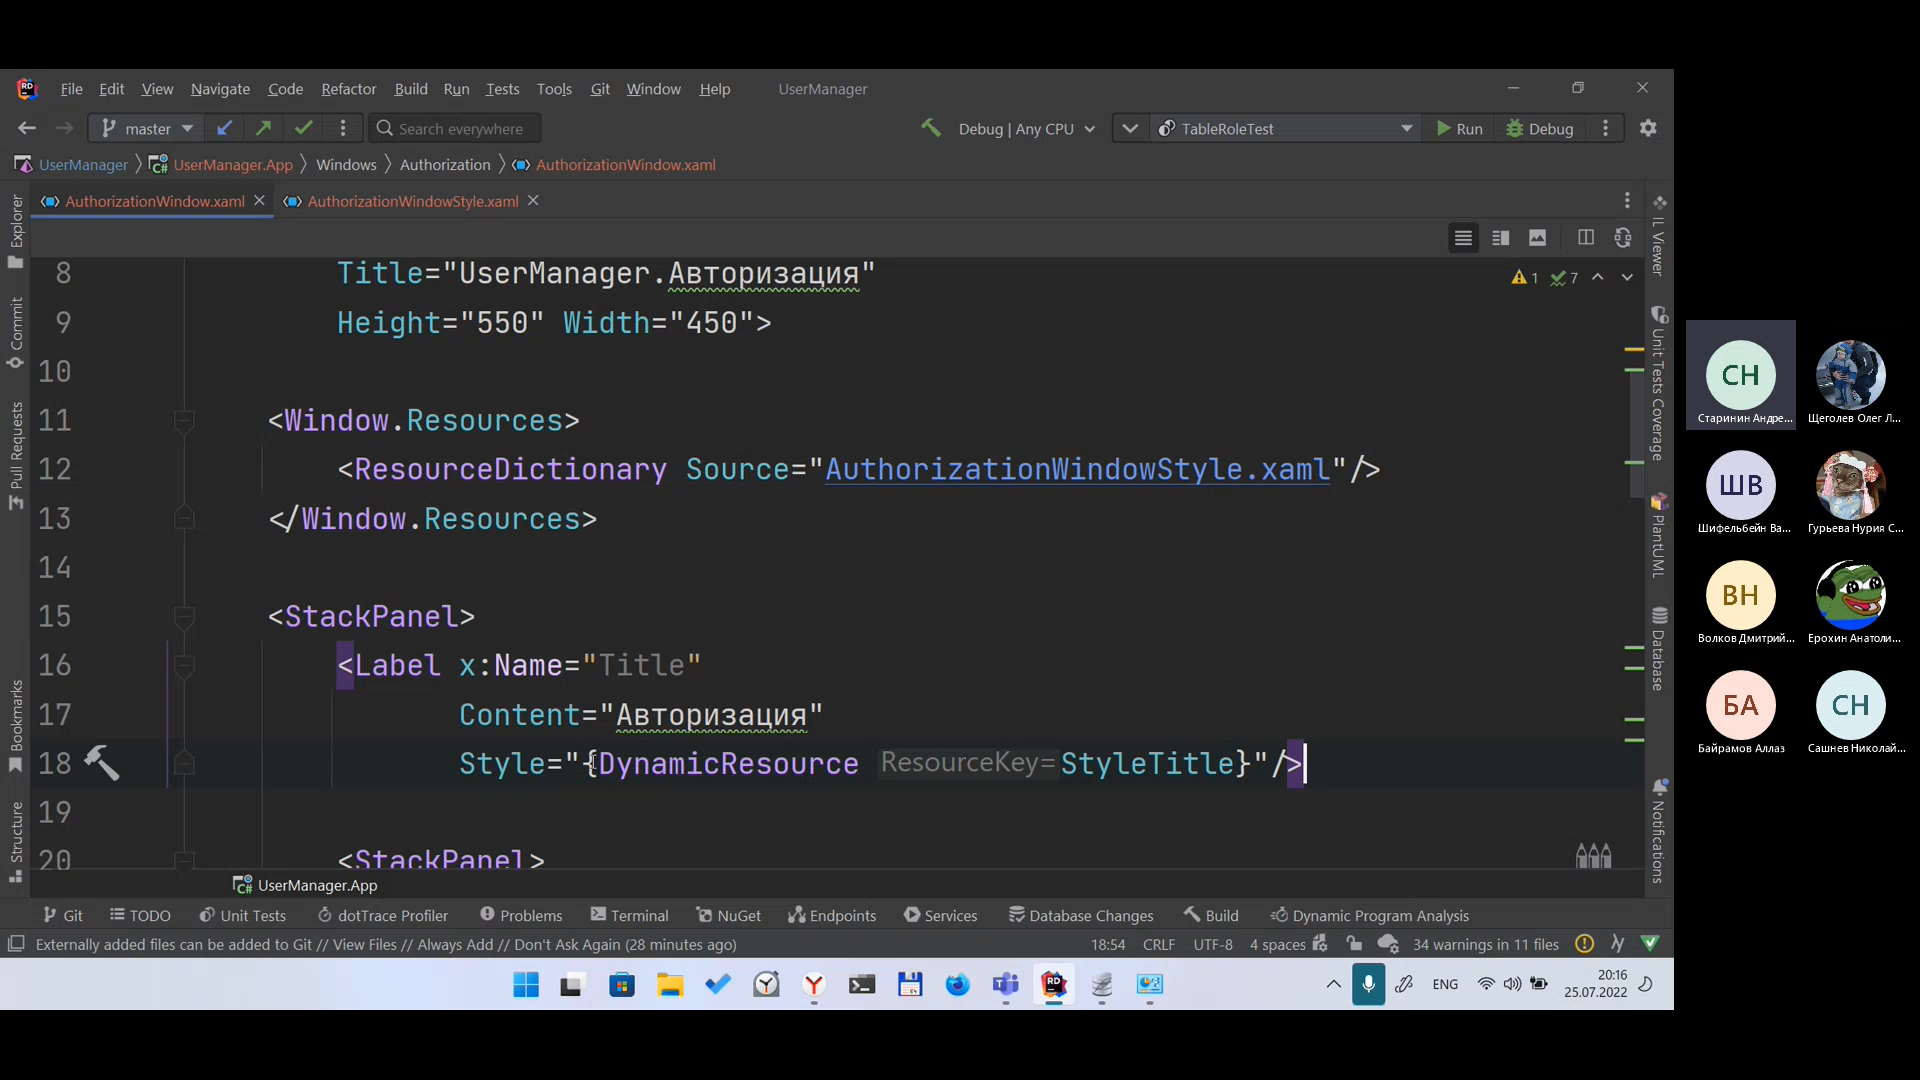 File Edit View Navigate Code Refactor Build Run Tests Tools Git Window Help UserManager
master Search everywhere Debug | Any CPU TableRoleTest Run Debug
UserManager UserManager.App Windows Authorization AuthorizationWindow.xaml
AuthorizationWindow.xaml AuthorizationWindowStyle.xaml
1 7
8 Title="UserManager.Авторизация"
9 Height="550" Width="450">
10
11 <Window.Resources>
12 <ResourceDictionary Source="AuthorizationWindowStyle.xaml"/>
13 </Window.Resources>
14
15 <StackPanel>
16 <Label x:Name="Title"
17 Content="Авторизация"
18 Style="{DynamicResource ResourceKey=StyleTitle}"/>
19
20 <StackPanel>
UserManager.App
Git TODO Unit Tests dotTrace Profiler Problems Terminal NuGet Endpoints Services Database Changes Build Dynamic Program Analysis
Externally added files can be added to Git // View Files // Always Add // Don't Ask Again (28 minutes ago) 18:54 CRLF UTF-8 4 spaces 34 warnings in 11 files
ENG 20:16
25.07.2022
Explorer
Commit
Pull Requests
Bookmarks
Structure
IL Viewer
Unit Tests Coverage
PlantUML
Database
Notifications
СН
Старинин Андре... Щеголев Олег Л...
ШВ
Шифельбейн Ва... Гурьева Нурия С...
ВН
Волков Дмитрий... Ерохин Анатоли...
БА СН
Байрамов Аллаз Сашнев Николай...